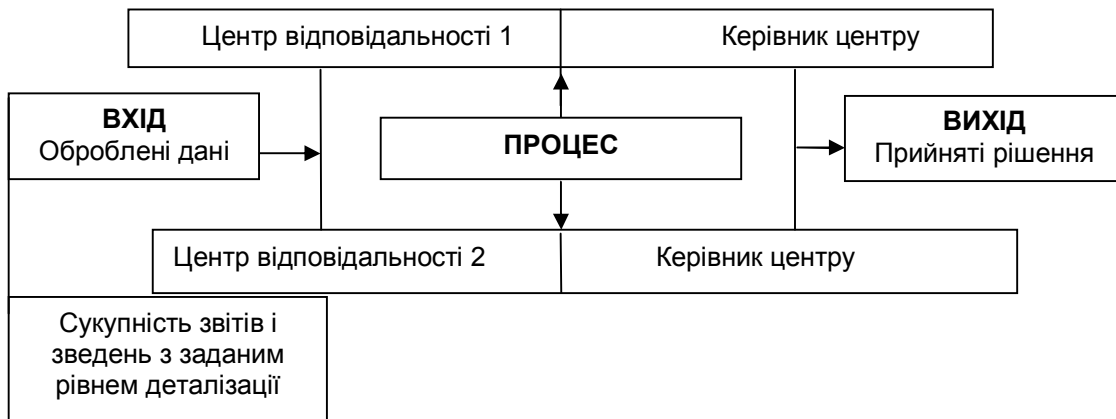 Центр відповідальності 1
Керівник центру
ВХІД
Оброблені дані
ПРОЦЕС
ВИХІД
Прийняті рішення
Центр відповідальності 2
Керівник центру
Сукупність звітів і
зведень з заданим
рівнем деталізації